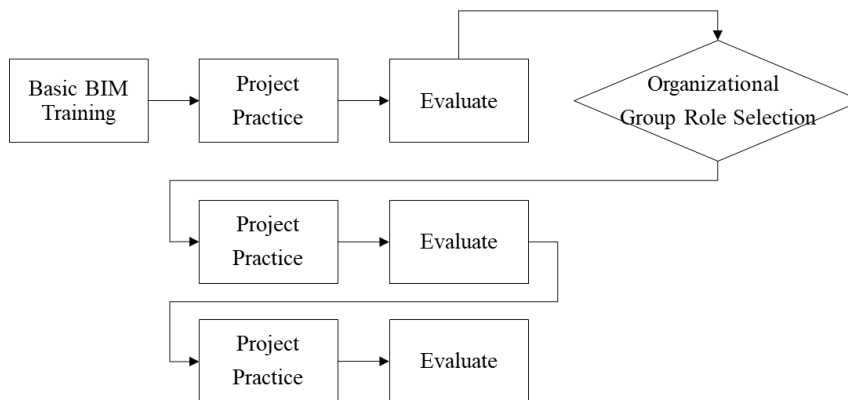 Basic BIM
Training
Project
Practice
Evaluate
Organizational
Group Role Selection
Project
Practice
Evaluate
Project
Practice
Evaluate